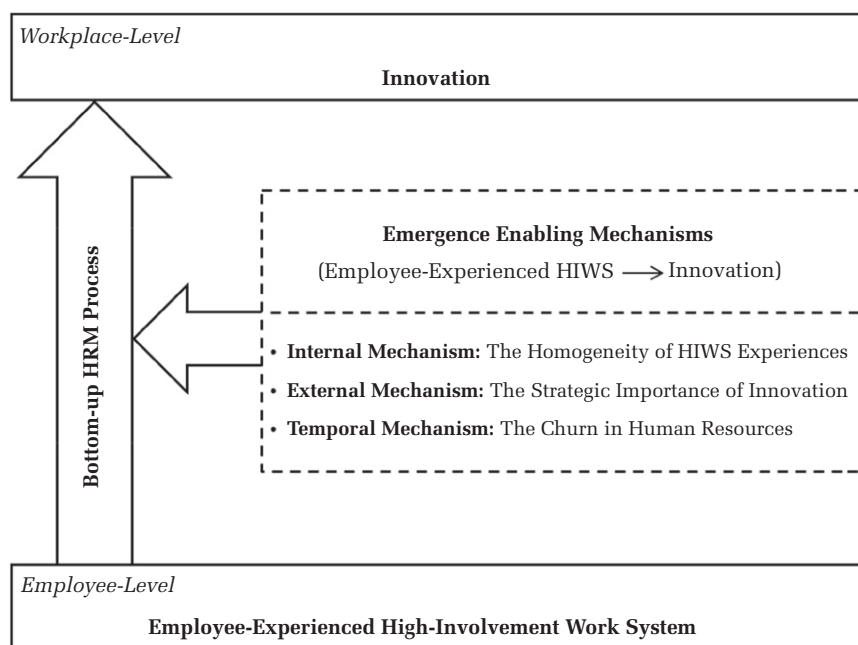 Workplace-Level
Innovation
Emergence Enabling Mechanisms
(Employee-Experienced HIWS → Innovation)
• Internal Mechanism: The Homogeneity of HIWS Experiences
• External Mechanism: The Strategic Importance of Innovation
• Temporal Mechanism: The Churn in Human Resources
Bottom-up HRM Process
Employee-Level
Employee-Experienced High-Involvement Work System